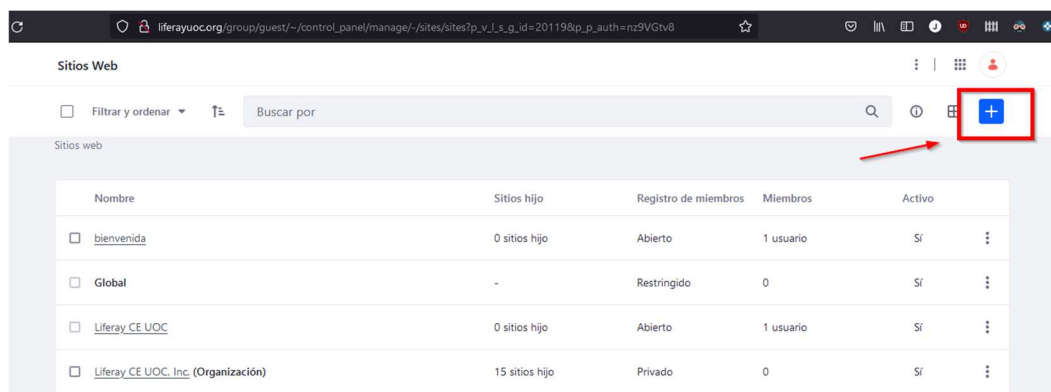 liferayuoc.org/group/guest/~/control_panel/manage/-/sites/sites?p_v_l_s_g_id=20119&p_p_auth=nz9VGtv8
Sitios Web
Filtrar y ordenar Buscar por
Sitios web
Nombre Sitios hijo Registro de miembros Miembros Activo
bienvenida 0 sitios hijo Abierto 1 usuario Sí
Global - Restringido 0 Sí
Liferay CE UOC 0 sitios hijo Abierto 1 usuario Sí
Liferay CE UOC, Inc. (Organización) 15 sitios hijo Privado 0 Sí